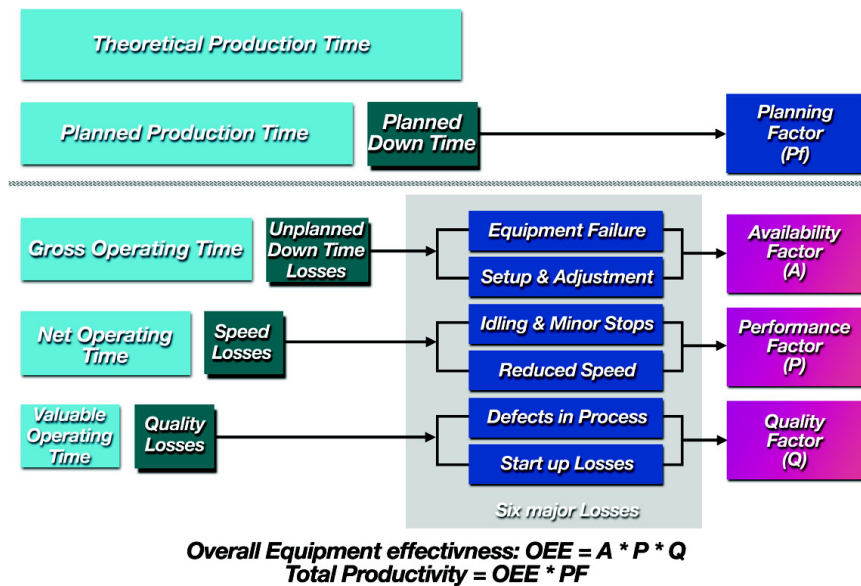 Theoretical Production Time
Planned Production Time
Planned
Down Time
Planning
Factor
(Pf)
Gross Operating Time
Unplanned
Down Time
Losses
Equipment Failure
Setup & Adjustment
Availability
Factor
(A)
Net Operating
Time
Speed
Losses
Idling & Minor Stops
Reduced Speed
Performance
Factor
(P)
Valuable
Operating
Time
Quality
Losses
Defects in Process
Start up Losses
Quality
Factor
(Q)
Six major Losses
Overall Equipment effectivness: OEE = A * P * Q
Total Productivity = OEE * PF